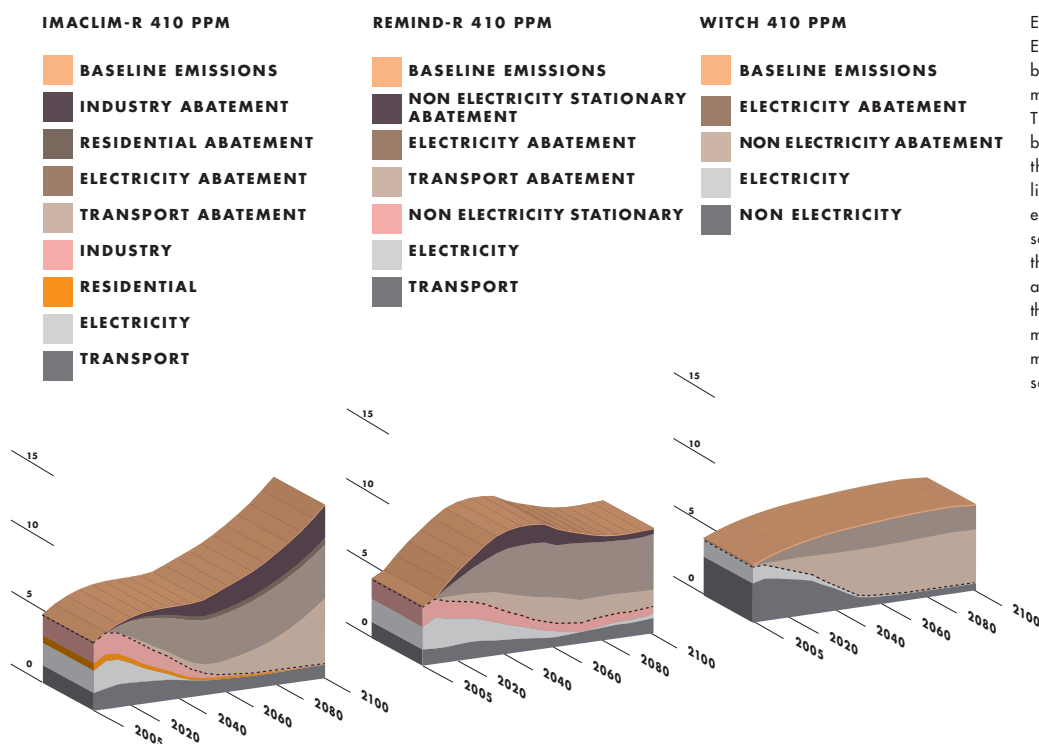 IMACLIM-R 410 PPM
BASELINE EMISSIONS
INDUSTRY ABATEMENT
RESIDENTIAL ABATEMENT
ELECTRICITY ABATEMENT
TRANSPORT ABATEMENT
INDUSTRY
RESIDENTIAL
ELECTRICITY
TRANSPORT
REMIND-R 410 PPM
BASELINE EMISSIONS
NON ELECTRICITY STATIONARY
ABATEMENT
ELECTRICITY ABATEMENT
TRANSPORT ABATEMENT
NON ELECTRICITY STATIONARY
ELECTRICITY
TRANSPORT
WITCH 410 PPM
BASELINE EMISSIONS
ELECTRICITY ABATEMENT
NON ELECTRICITY ABATEMENT
ELECTRICITY
NON ELECTRICITY
15
10
5
0
2005
2020
2040
2060
2080
2100
15
10
5
0
2005
2020
2040
2060
2080
2100
15
10
5
0
2005
2020
2040
2060
2080
2100